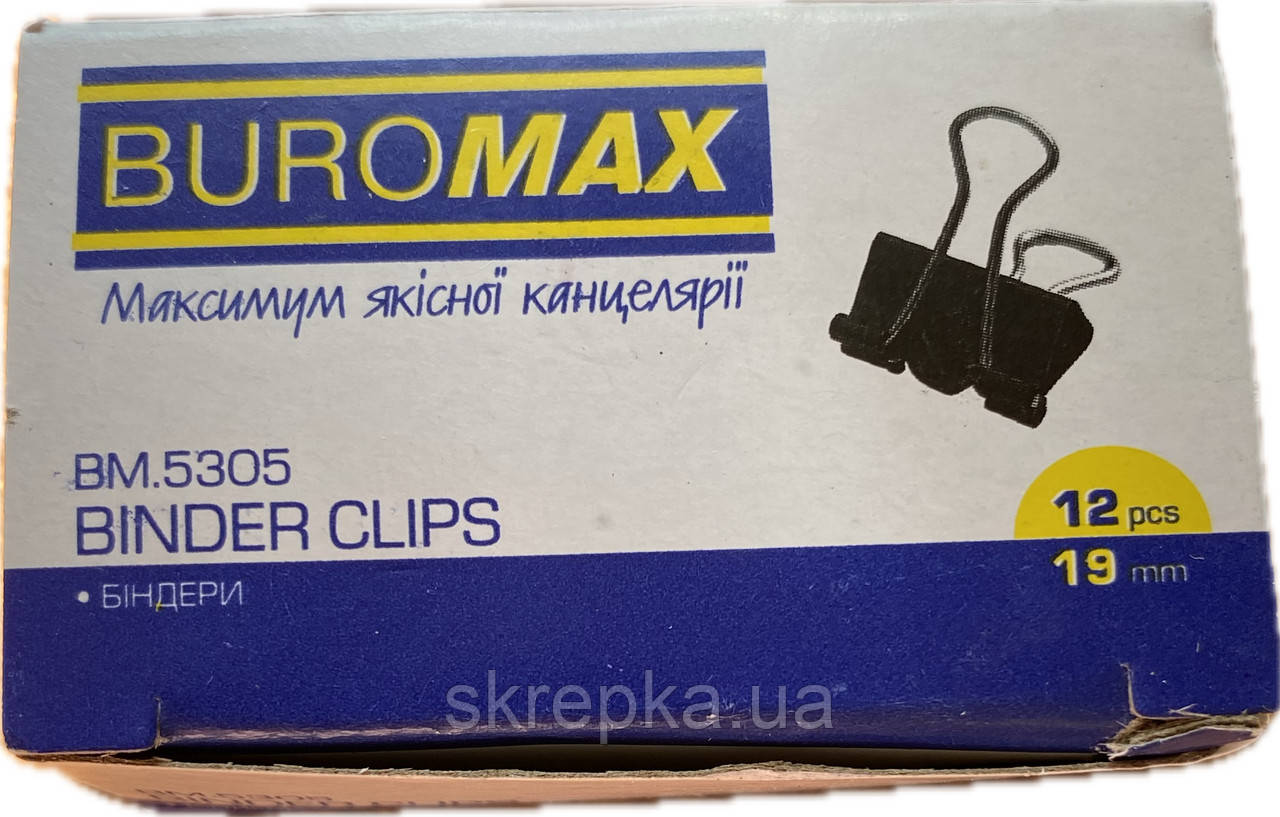 BUROMAX
Максимум якісної канцелярії
BM.5305
BINDER CLIPS
• БІНДЕРИ
12 pcs
19 mm
skrepka.ua